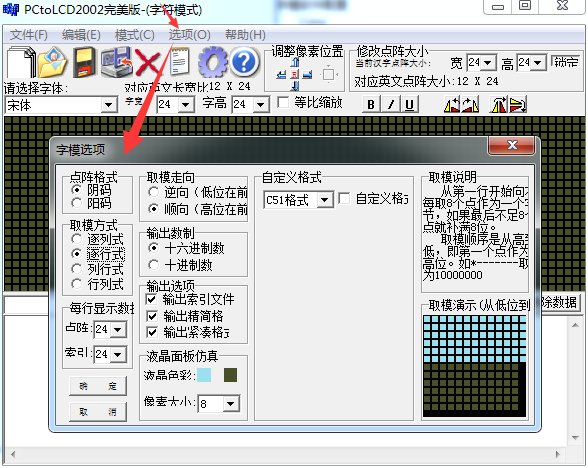 PCtoLCD2002完美版-(字符模式)
文件(F) 编辑(E) 模式(C) 选项(O) 帮助(H)
调整像素位置
修改点阵大小
当前汉字点阵大小: 宽 24 高 24 锁定
对应英文点阵大小:12 X 24
请选择字体: 对应英文长宽比:12 X 24
宋体 字宽 24 字高 24 等比缩放 B I U
字模选项
点阵格式
阴码
阳码
取模方式
逐列式
逐行式
列行式
行列式
每行显示数据
点阵: 24
索引: 24
确 定
取 消
取模走向
逆向(低位在前
顺向(高位在前
输出数制
十六进制数
十进制数
输出选项
输出索引文件
输出精简格
输出紧凑格式
液晶面板仿真
液晶色彩:
像素大小: 8
自定义格式
C51格式 自定义格式
取模说明
从第一行开始向
每取8个点作为一个字
节，如果最后不足8个
点就补满8位。
取模顺序是从高到
低，即第一个点作为最
高位。如*-------取
为10000000
取模演示(从低位到
除数据